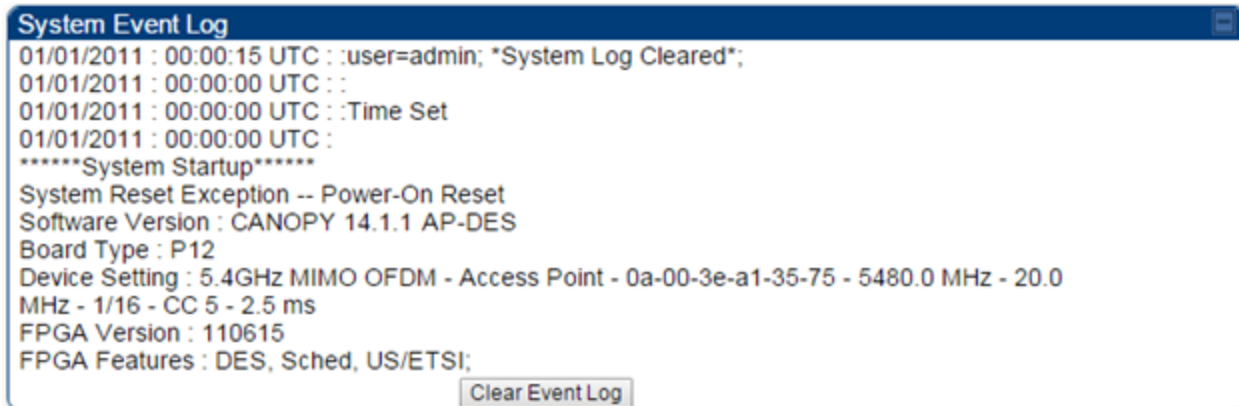 System Event Log
01/01/2011 : 00:00:15 UTC : :user=admin; *System Log Cleared*;
01/01/2011 : 00:00:00 UTC : :
01/01/2011 : 00:00:00 UTC : :Time Set
01/01/2011 : 00:00:00 UTC :
******System Startup******
System Reset Exception -- Power-On Reset
Software Version : CANOPY 14.1.1 AP-DES
Board Type : P12
Device Setting : 5.4GHz MIMO OFDM - Access Point - 0a-00-3e-a1-35-75 - 5480.0 MHz - 20.0
MHz - 1/16 - CC 5 - 2.5 ms
FPGA Version : 110615
FPGA Features : DES, Sched, US/ETSI;
Clear Event Log